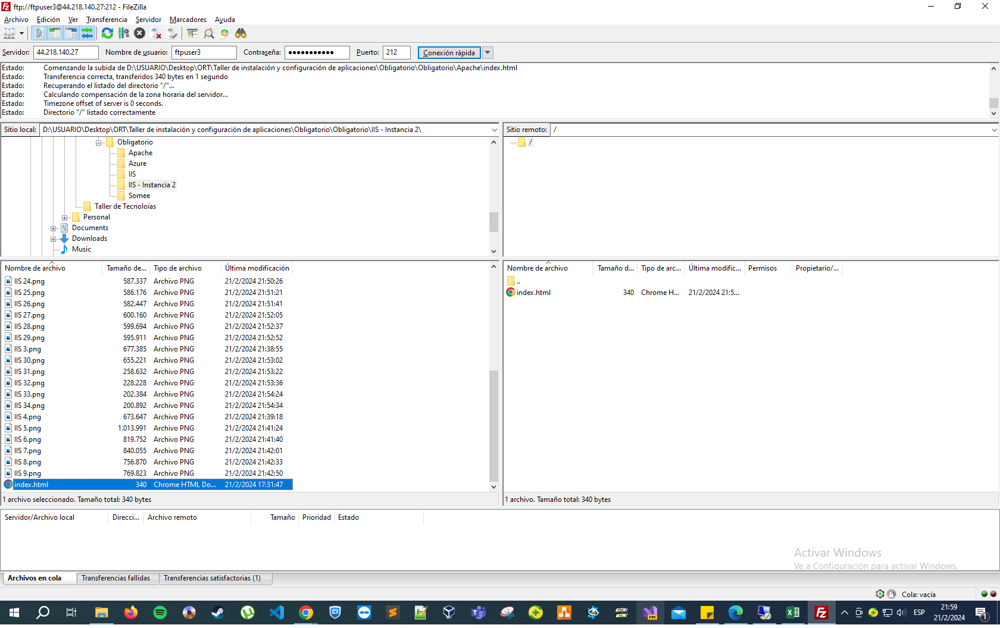 ftp://ftpuser3@44.218.140.27:212 - FileZilla
Archivo Edición Ver Transferencia Servidor Marcadores Ayuda
Servidor: 44.218.140.27 Nombre de usuario: ftpuser3 Contraseña: ●●●●●●●●●●● Puerto: 212 Conexión rápida
Estado: Comenzando la subida de D:\USUARIO\Desktop\ORT\Taller de instalación y configuración de aplicaciones\Obligatorio\Obligatorio\Apache\index.html
Estado: Transferencia correcta, transferidos 340 bytes en 1 segundo
Estado: Recuperando el listado del directorio "/"...
Estado: Calculando compensación de la zona horaria del servidor...
Estado: Timezone offset of server is 0 seconds.
Estado: Directorio "/" listado correctamente
Sitio local: D:\USUARIO\Desktop\ORT\Taller de instalación y configuración de aplicaciones\Obligatorio\Obligatorio\IIS - Instancia 2\
Obligatorio
Apache
Azure
IIS
IIS - Instancia 2
Somee
Taller de Tecnoloías
Personal
Documents
Downloads
Music
Sitio remoto: /
/
Nombre de archivo Tamaño de... Tipo de archivo Última modificación
IIS 24.png 587.337 Archivo PNG 21/2/2024 21:50:26
IIS 25.png 586.176 Archivo PNG 21/2/2024 21:51:21
IIS 26.png 582.447 Archivo PNG 21/2/2024 21:51:41
IIS 27.png 600.160 Archivo PNG 21/2/2024 21:52:05
IIS 28.png 599.694 Archivo PNG 21/2/2024 21:52:37
IIS 29.png 595.911 Archivo PNG 21/2/2024 21:52:52
IIS 3.png 677.385 Archivo PNG 21/2/2024 21:38:55
IIS 30.png 655.221 Archivo PNG 21/2/2024 21:53:02
IIS 31.png 258.632 Archivo PNG 21/2/2024 21:53:22
IIS 32.png 228.228 Archivo PNG 21/2/2024 21:53:36
IIS 33.png 202.384 Archivo PNG 21/2/2024 21:54:24
IIS 34.png 200.892 Archivo PNG 21/2/2024 21:54:34
IIS 4.png 673.647 Archivo PNG 21/2/2024 21:39:18
IIS 5.png 1.013.991 Archivo PNG 21/2/2024 21:41:24
IIS 6.png 819.752 Archivo PNG 21/2/2024 21:41:40
IIS 7.png 840.055 Archivo PNG 21/2/2024 21:42:01
IIS 8.png 756.870 Archivo PNG 21/2/2024 21:42:33
IIS 9.png 769.823 Archivo PNG 21/2/2024 21:42:50
index.html 340 Chrome HTML Do... 21/2/2024 17:31:47
1 archivo seleccionado. Tamaño total: 340 bytes
Nombre de archivo Tamaño d... Tipo de arc... Última modific... Permisos Propietario/...
..
index.html 340 Chrome H... 21/2/2024 21:5...
1 archivo. Tamaño total: 340 bytes
Servidor/Archivo local Direcci... Archivo remoto Tamaño Prioridad Estado
Activar Windows
Ve a Configuración para activar Windows.
Archivos en cola Transferencias fallidas Transferencias satisfactorias (1)
Cola: vacía
ESP 21:59
21/2/2024
1